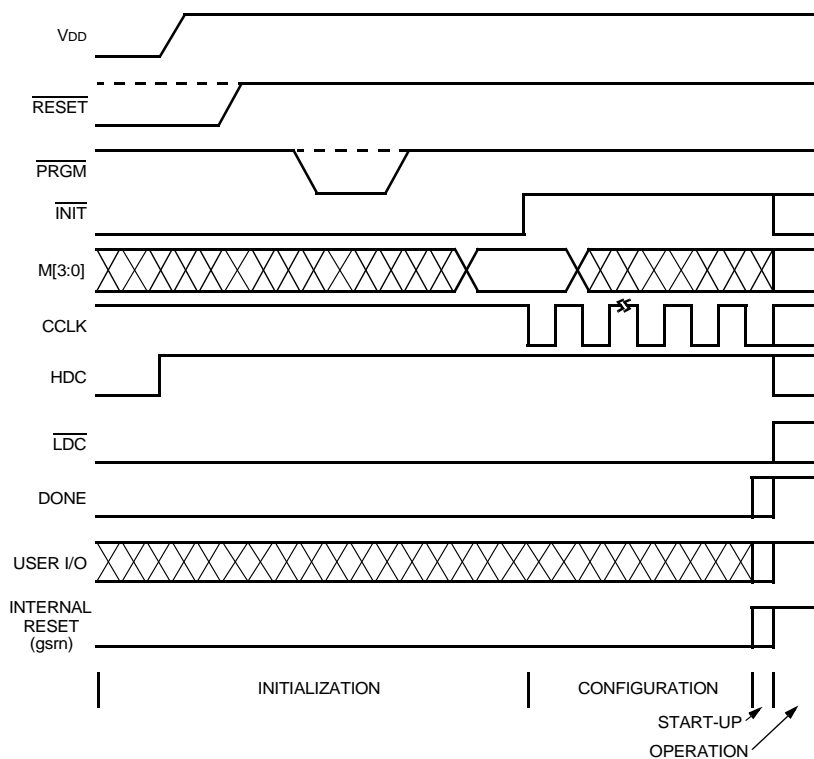 VDD
RESET
PRGM
INIT
M[3:0]
CCLK
HDC
LDC
DONE
USER I/O
INTERNAL
RESET
(gsrn)
INITIALIZATION
CONFIGURATION
START-UP
OPERATION